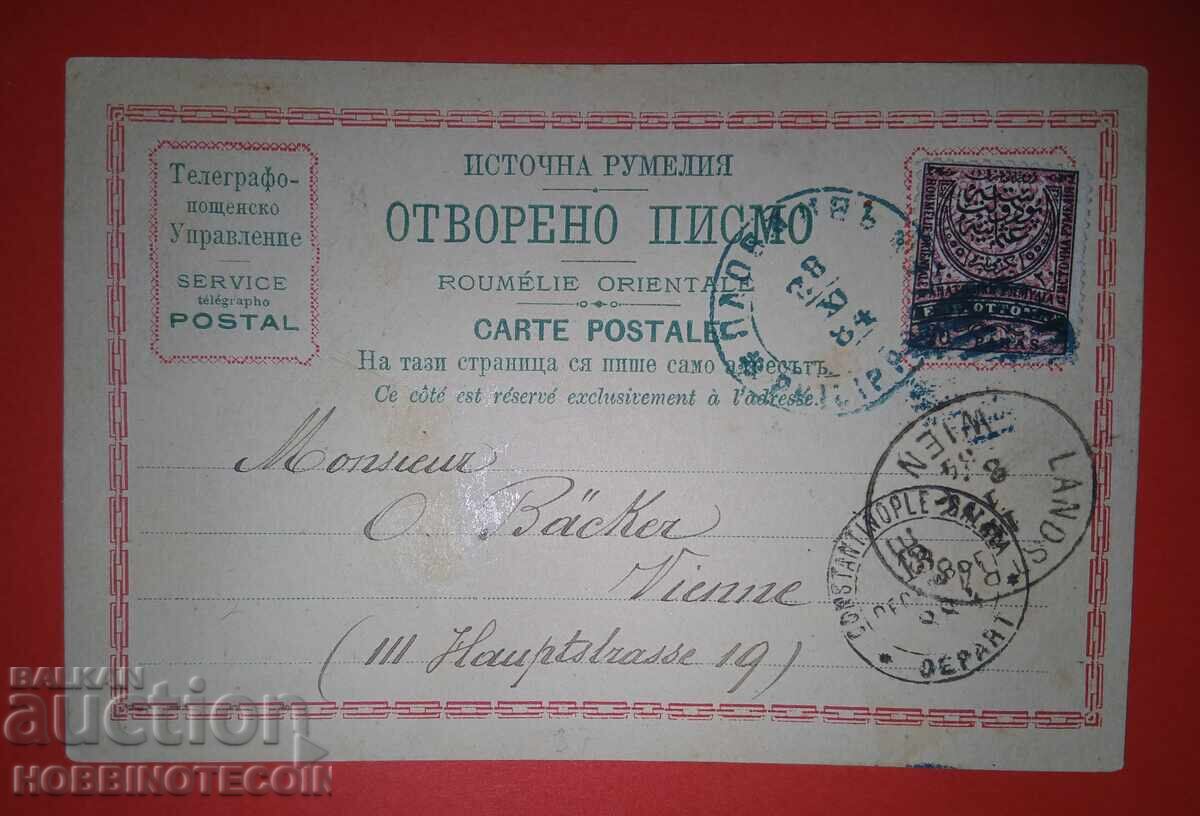 Телеграфо-
пощенско
Управление
SERVICE
télégrapho
POSTAL
ИСТОЧНА РУМЕЛИЯ
ОТВОРЕНО ПИСМО
ROUMÉLIE ORIENTALE
CARTE POSTALE
На тази страница ся пише само адресътъ.
Ce côté est réservé exclusivement à l'adresse.
Monsieur
O. Bäcker
Vienne
(III Hauptstrasse 19)
WIEN
LANDSTRASSE
CONSTANTINOPLE-GALATA
DEPART
BALKAN
auction
HOBBINOTECOIN